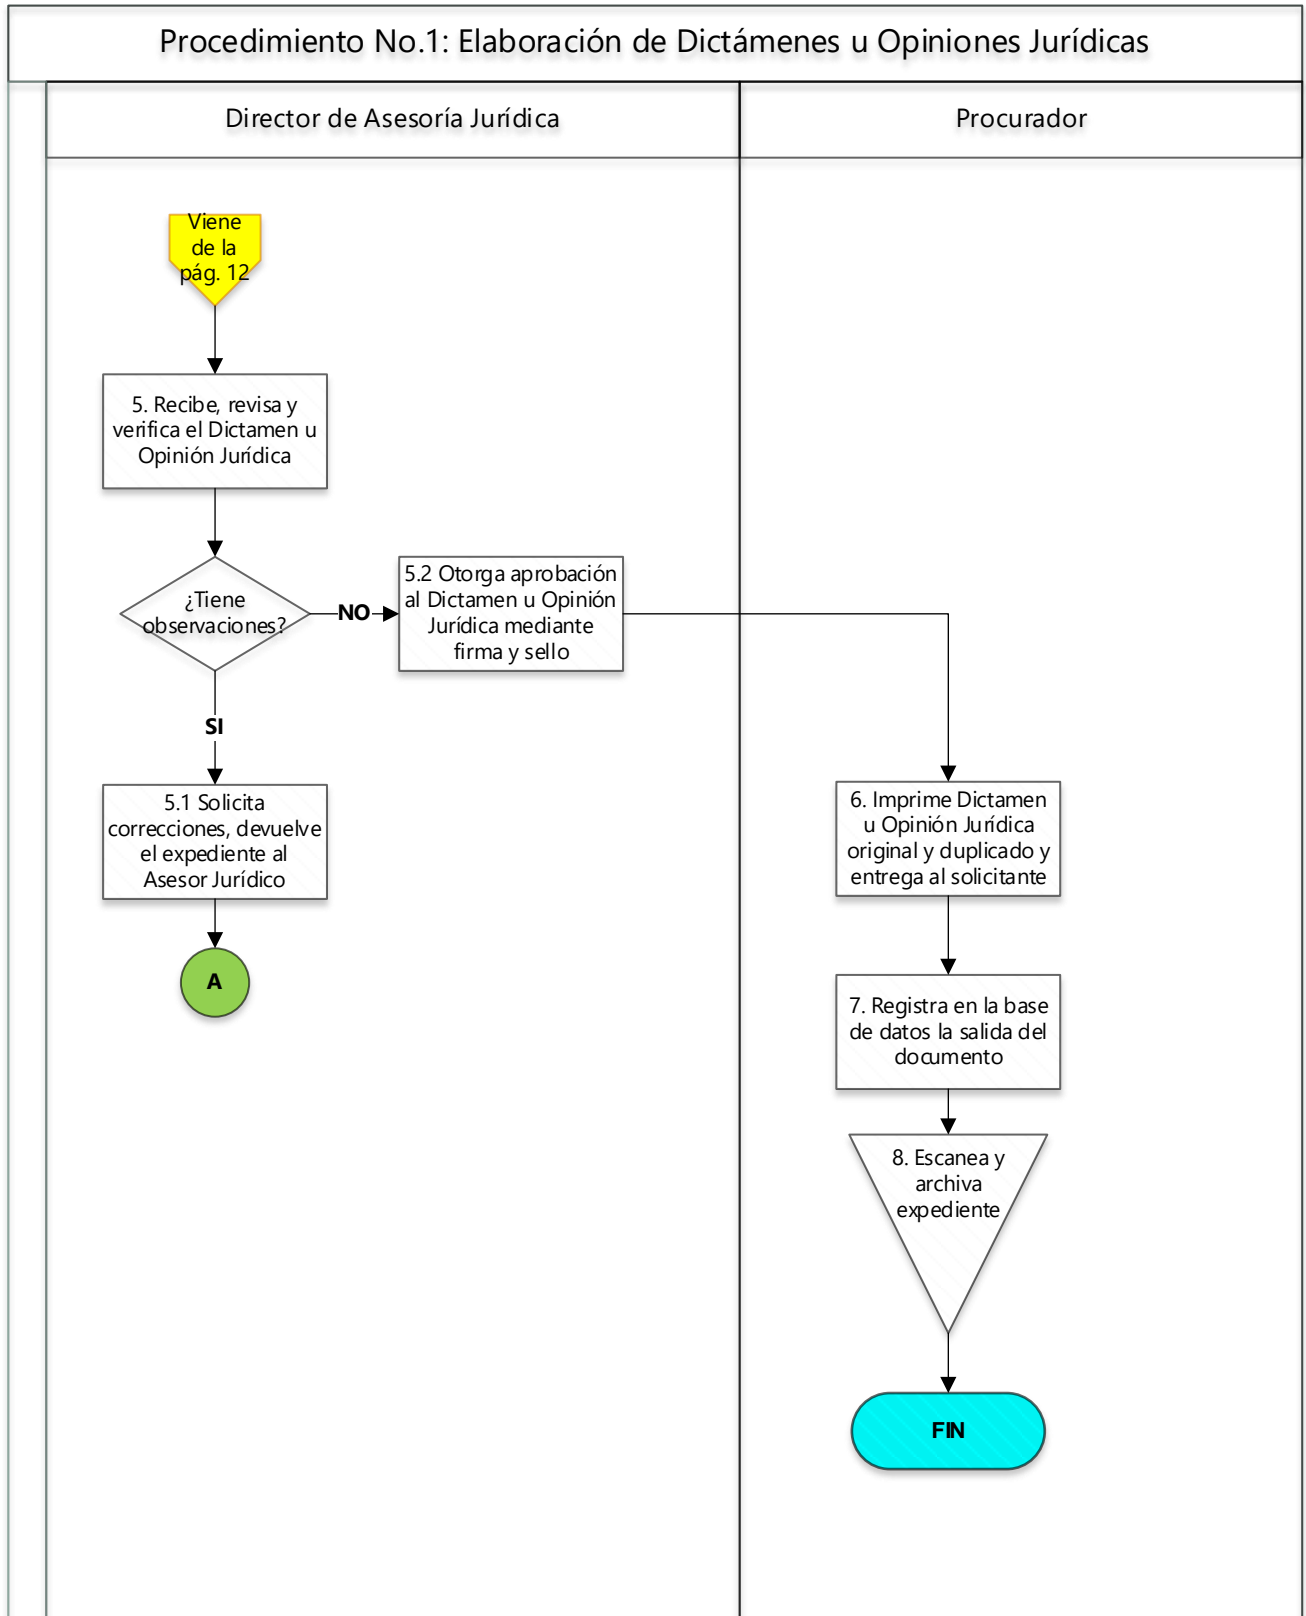 Procedimiento No.1: Elaboración de Dictámenes u Opiniones Jurídicas
Director de Asesoría Jurídica
Procurador
Viene
de la
pág. 12
5. Recibe, revisa y
verifica el Dictamen u
Opinión Jurídica
¿Tiene
observaciones?
NO
5.2 Otorga aprobación
al Dictamen u Opinión
Jurídica mediante
firma y sello
SI
5.1 Solicita
correcciones, devuelve
el expediente al
Asesor Jurídico
A
6. Imprime Dictamen
u Opinión Jurídica
original y duplicado y
entrega al solicitante
7. Registra en la base
de datos la salida del
documento
8. Escanea y
archiva
expediente
FIN